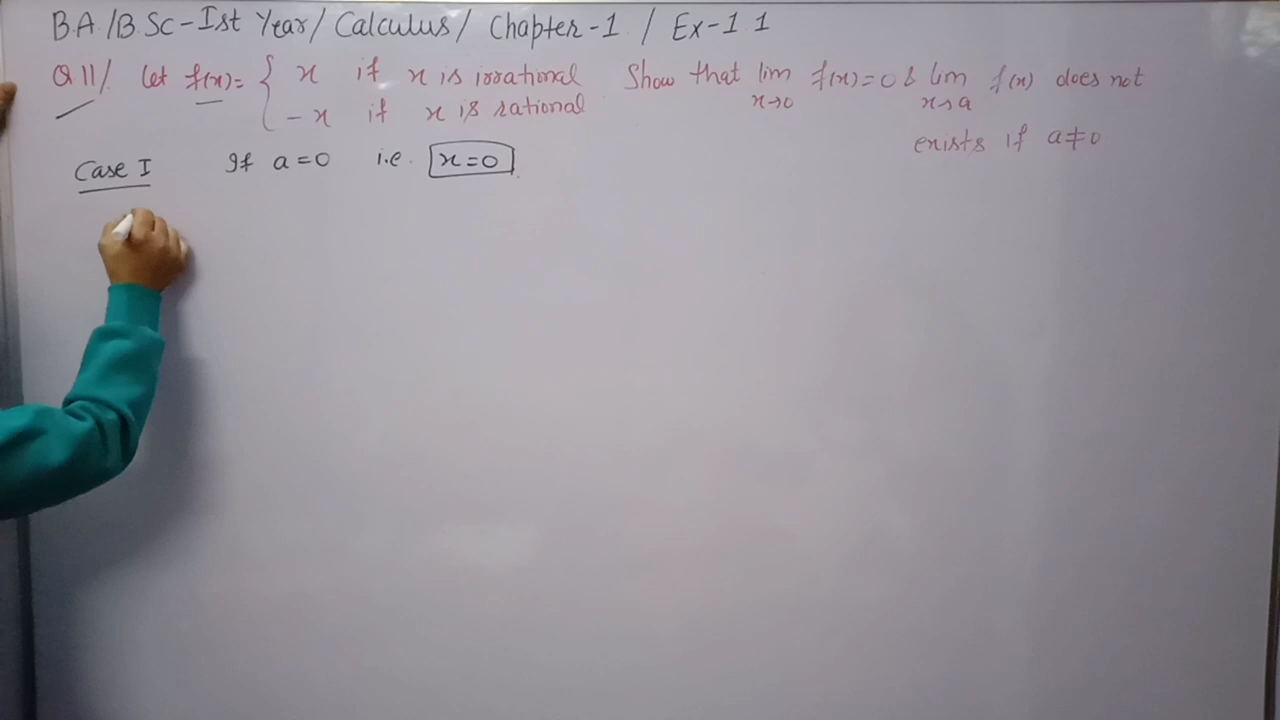 B.A/B.Sc-Ist Year/ Calculus/ Chapter-1 / Ex-1.1
Q 11/. Let f(x)= { x if x is irrational Show that lim x→0 f(x)=0 & lim x→a f(x) does not
-x if x is rational exists if a≠0
Case I If a=0 i.e. x=0